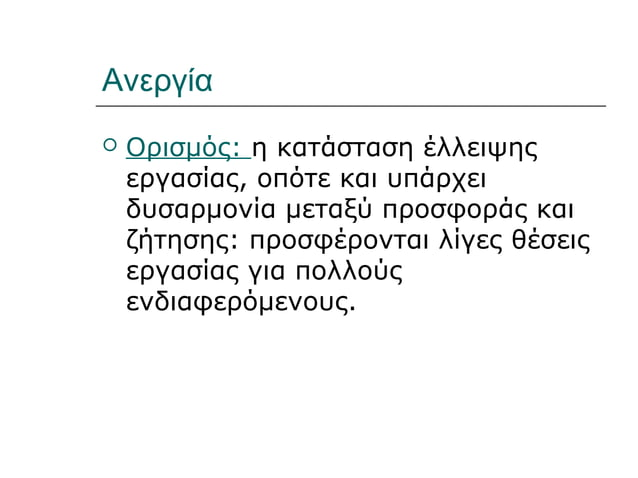 Ανεργία
Ορισμός: η κατάσταση έλλειψης
εργασίας, οπότε και υπάρχει
δυσαρμονία μεταξύ προσφοράς και
ζήτησης: προσφέρονται λίγες θέσεις
εργασίας για πολλούς
ενδιαφερόμενους.